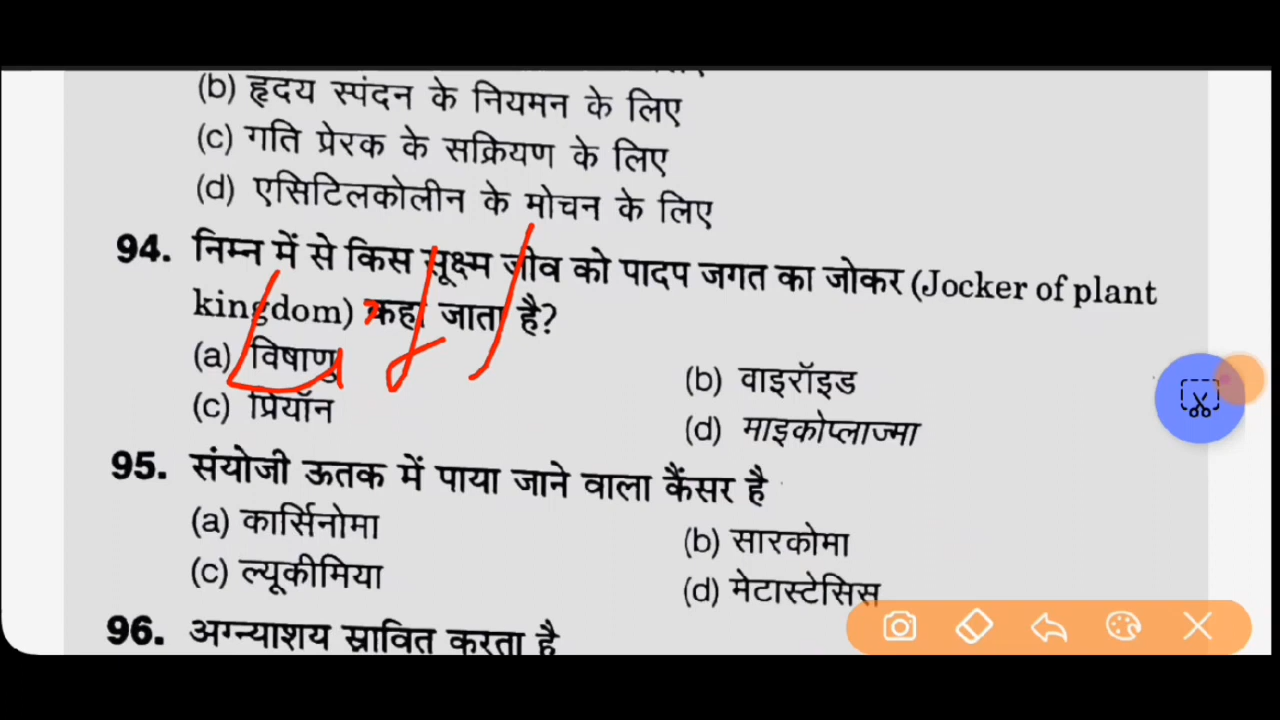 (b) हृदय स्पंदन के नियमन के लिए
(c) गति प्रेरक के सक्रियण के लिए
(d) एसिटिलकोलीन के मोचन के लिए
94. निम्न में से किस सूक्ष्म जीव को पादप जगत का जोकर (Jocker of plant
kingdom) कहा जाता है?
(a) विषाणु (b) वाइरॉइड
(c) प्रियॉन (d) माइकोप्लाज्मा
95. संयोजी ऊतक में पाया जाने वाला कैंसर है
(a) कार्सिनोमा (b) सारकोमा
(c) ल्यूकीमिया (d) मेटास्टेसिस
96. अग्न्याशय स्रावित करता है